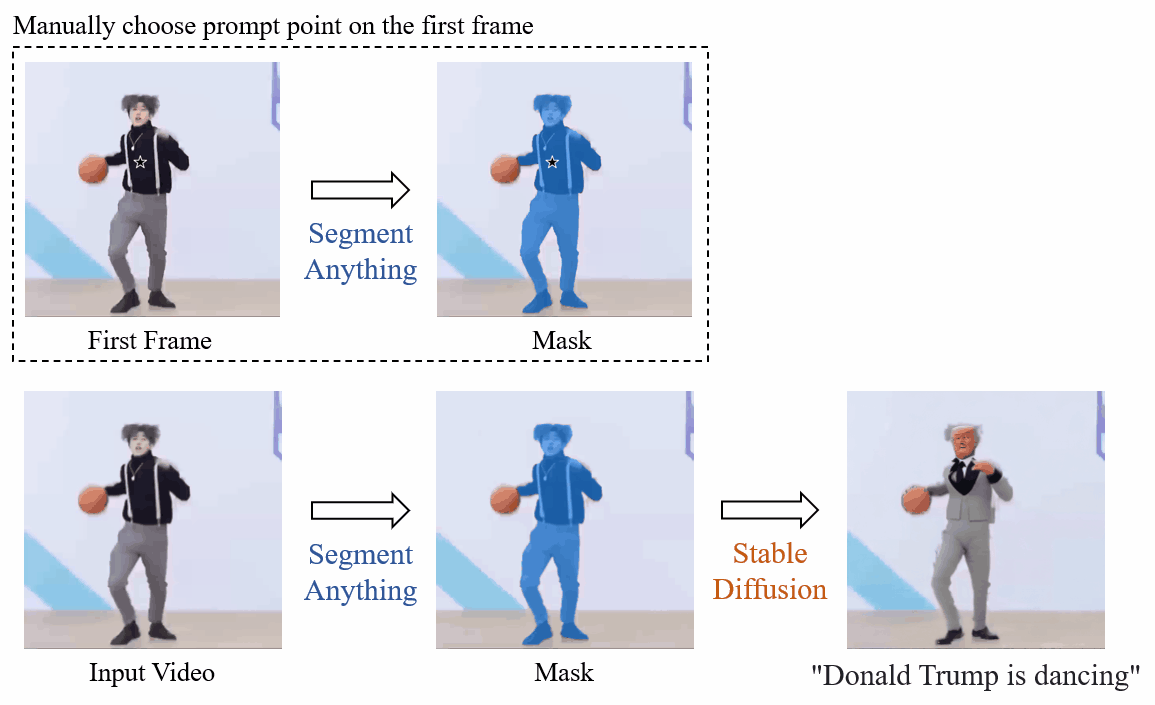 Manually choose prompt point on the first frame
Segment
Anything
First Frame
Mask
Segment
Anything
Stable
Diffusion
Input Video
Mask
"Donald Trump is dancing"